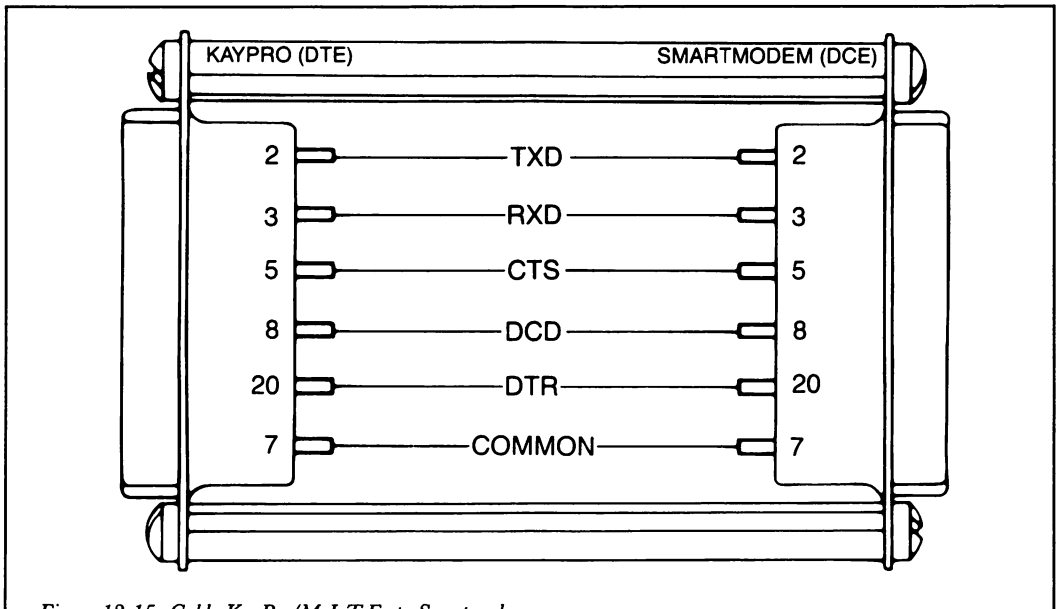 KAYPRO (DTE) SMARTMODEM (DCE)
2 TXD 2
3 RXD 3
5 CTS 5
8 DCD 8
20 DTR 20
7 COMMON 7